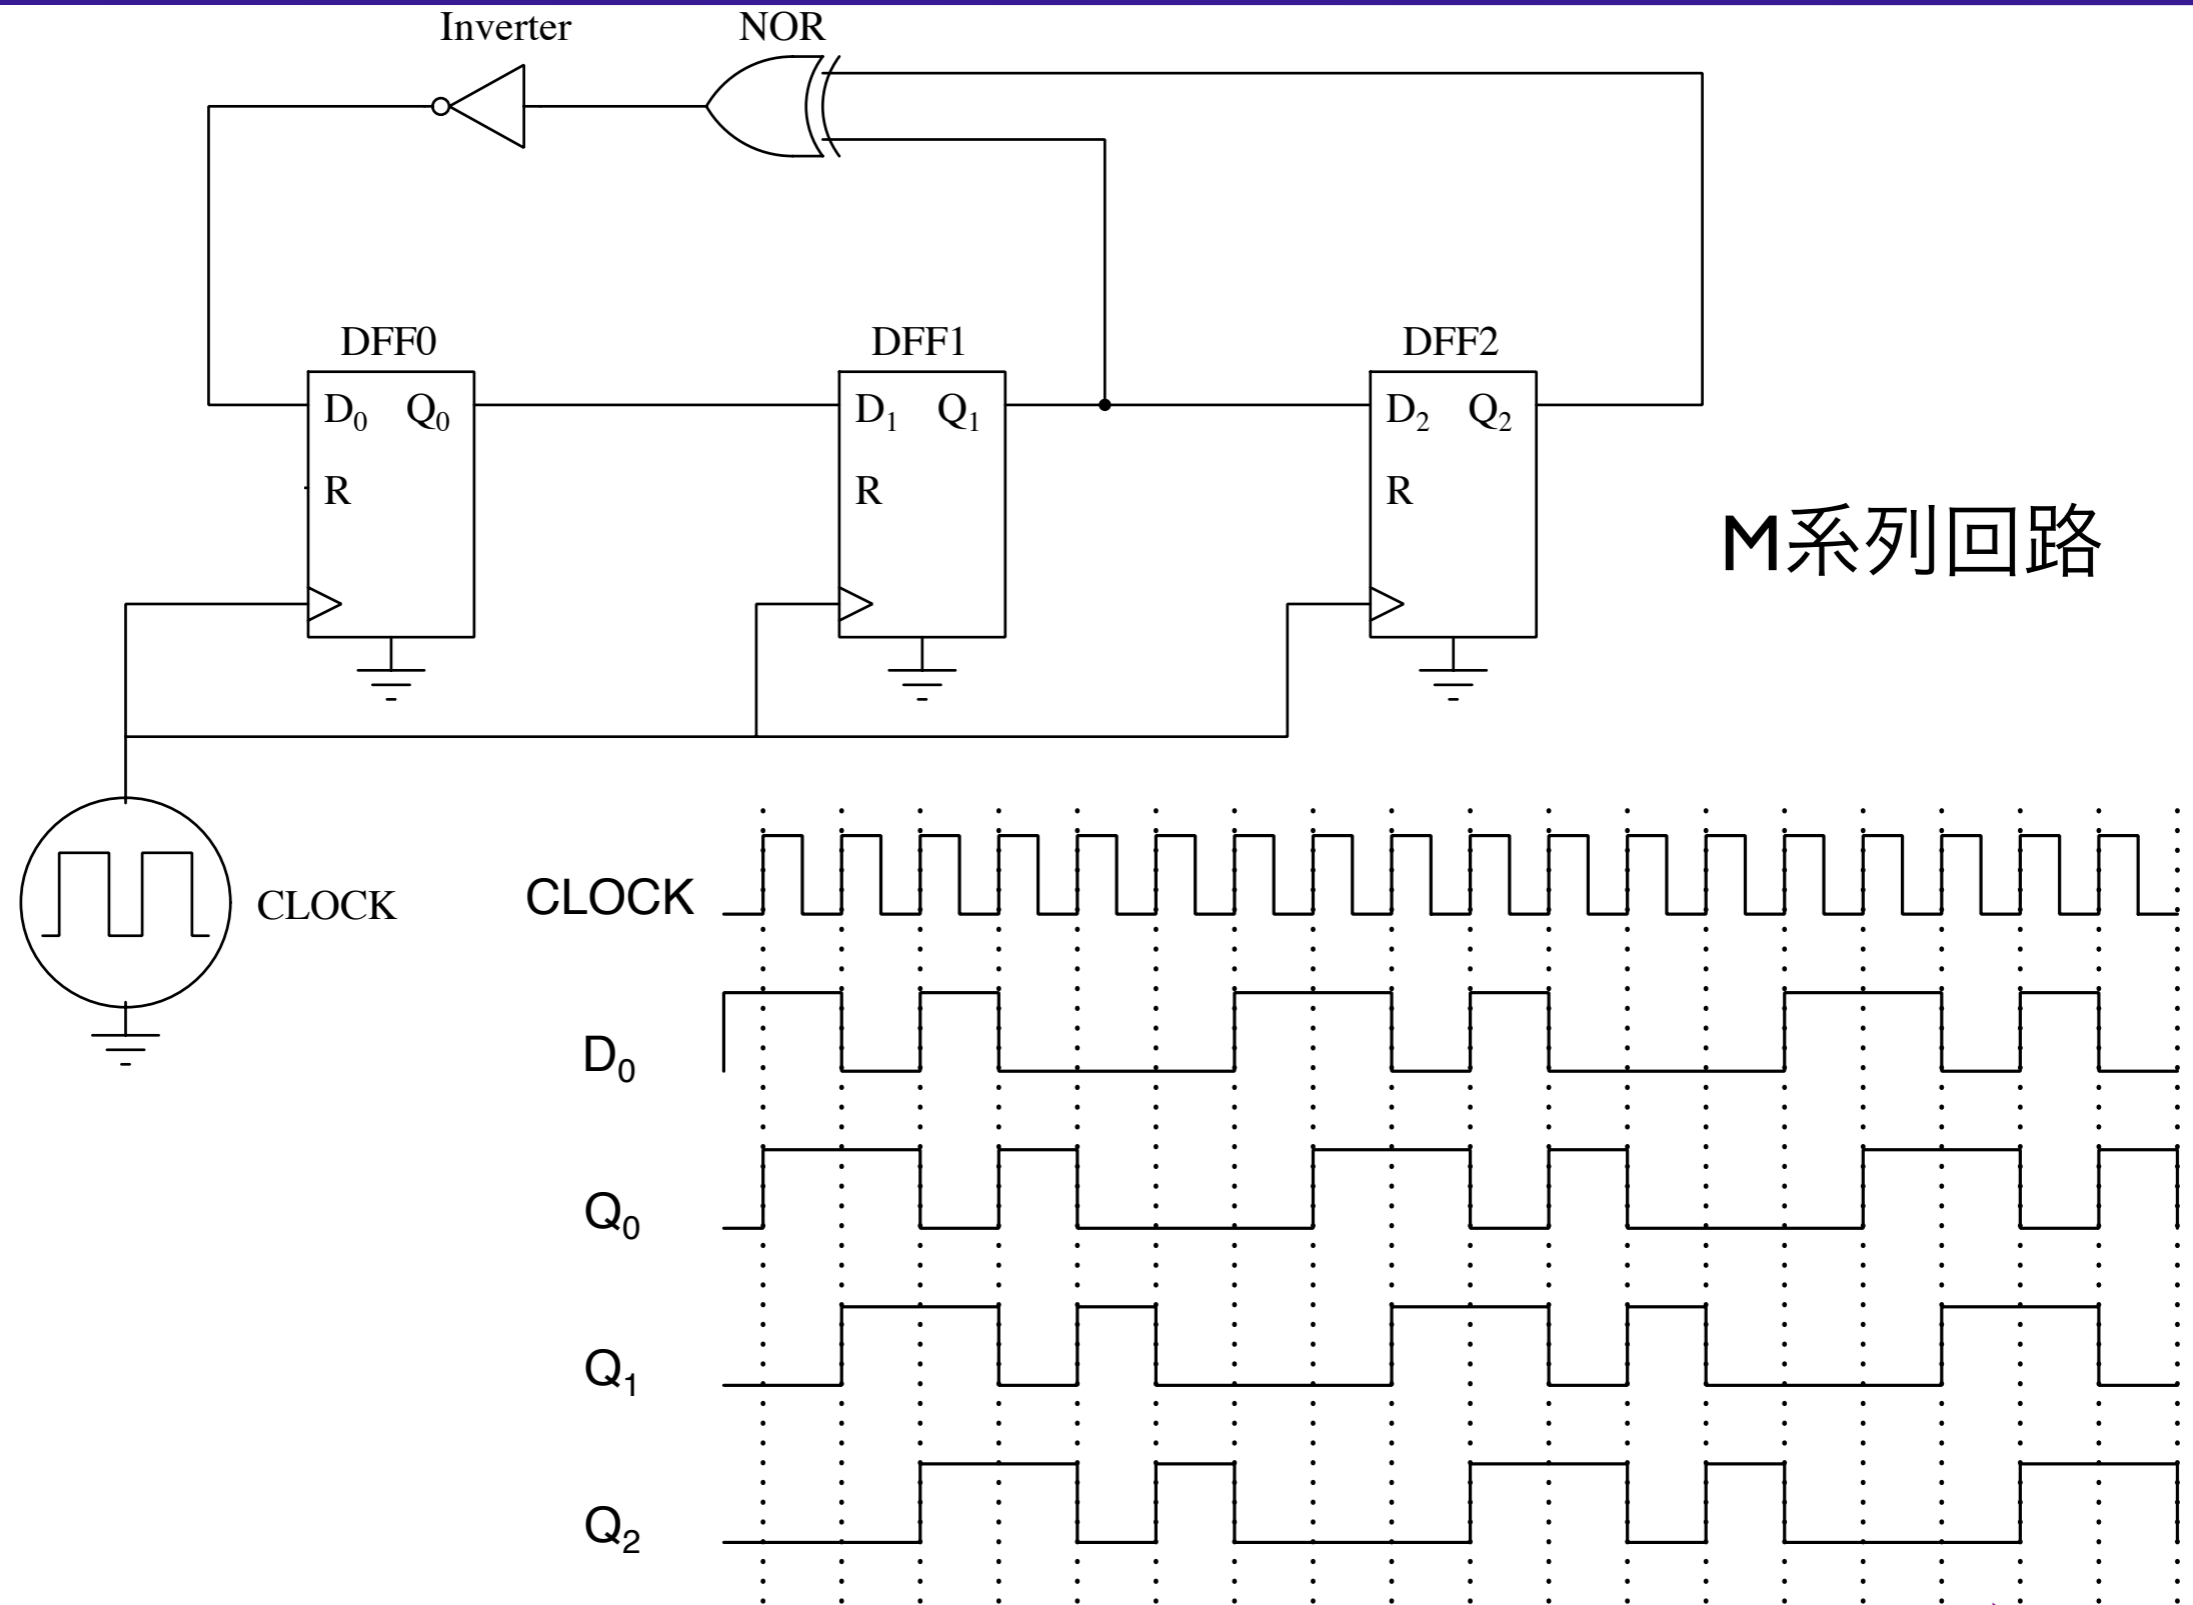 Inverter NOR
DFF0 DFF1 DFF2
D0 Q0 D1 Q1 D2 Q2
R R R
M系列回路
CLOCK
CLOCK
D0
Q0
Q1
Q2